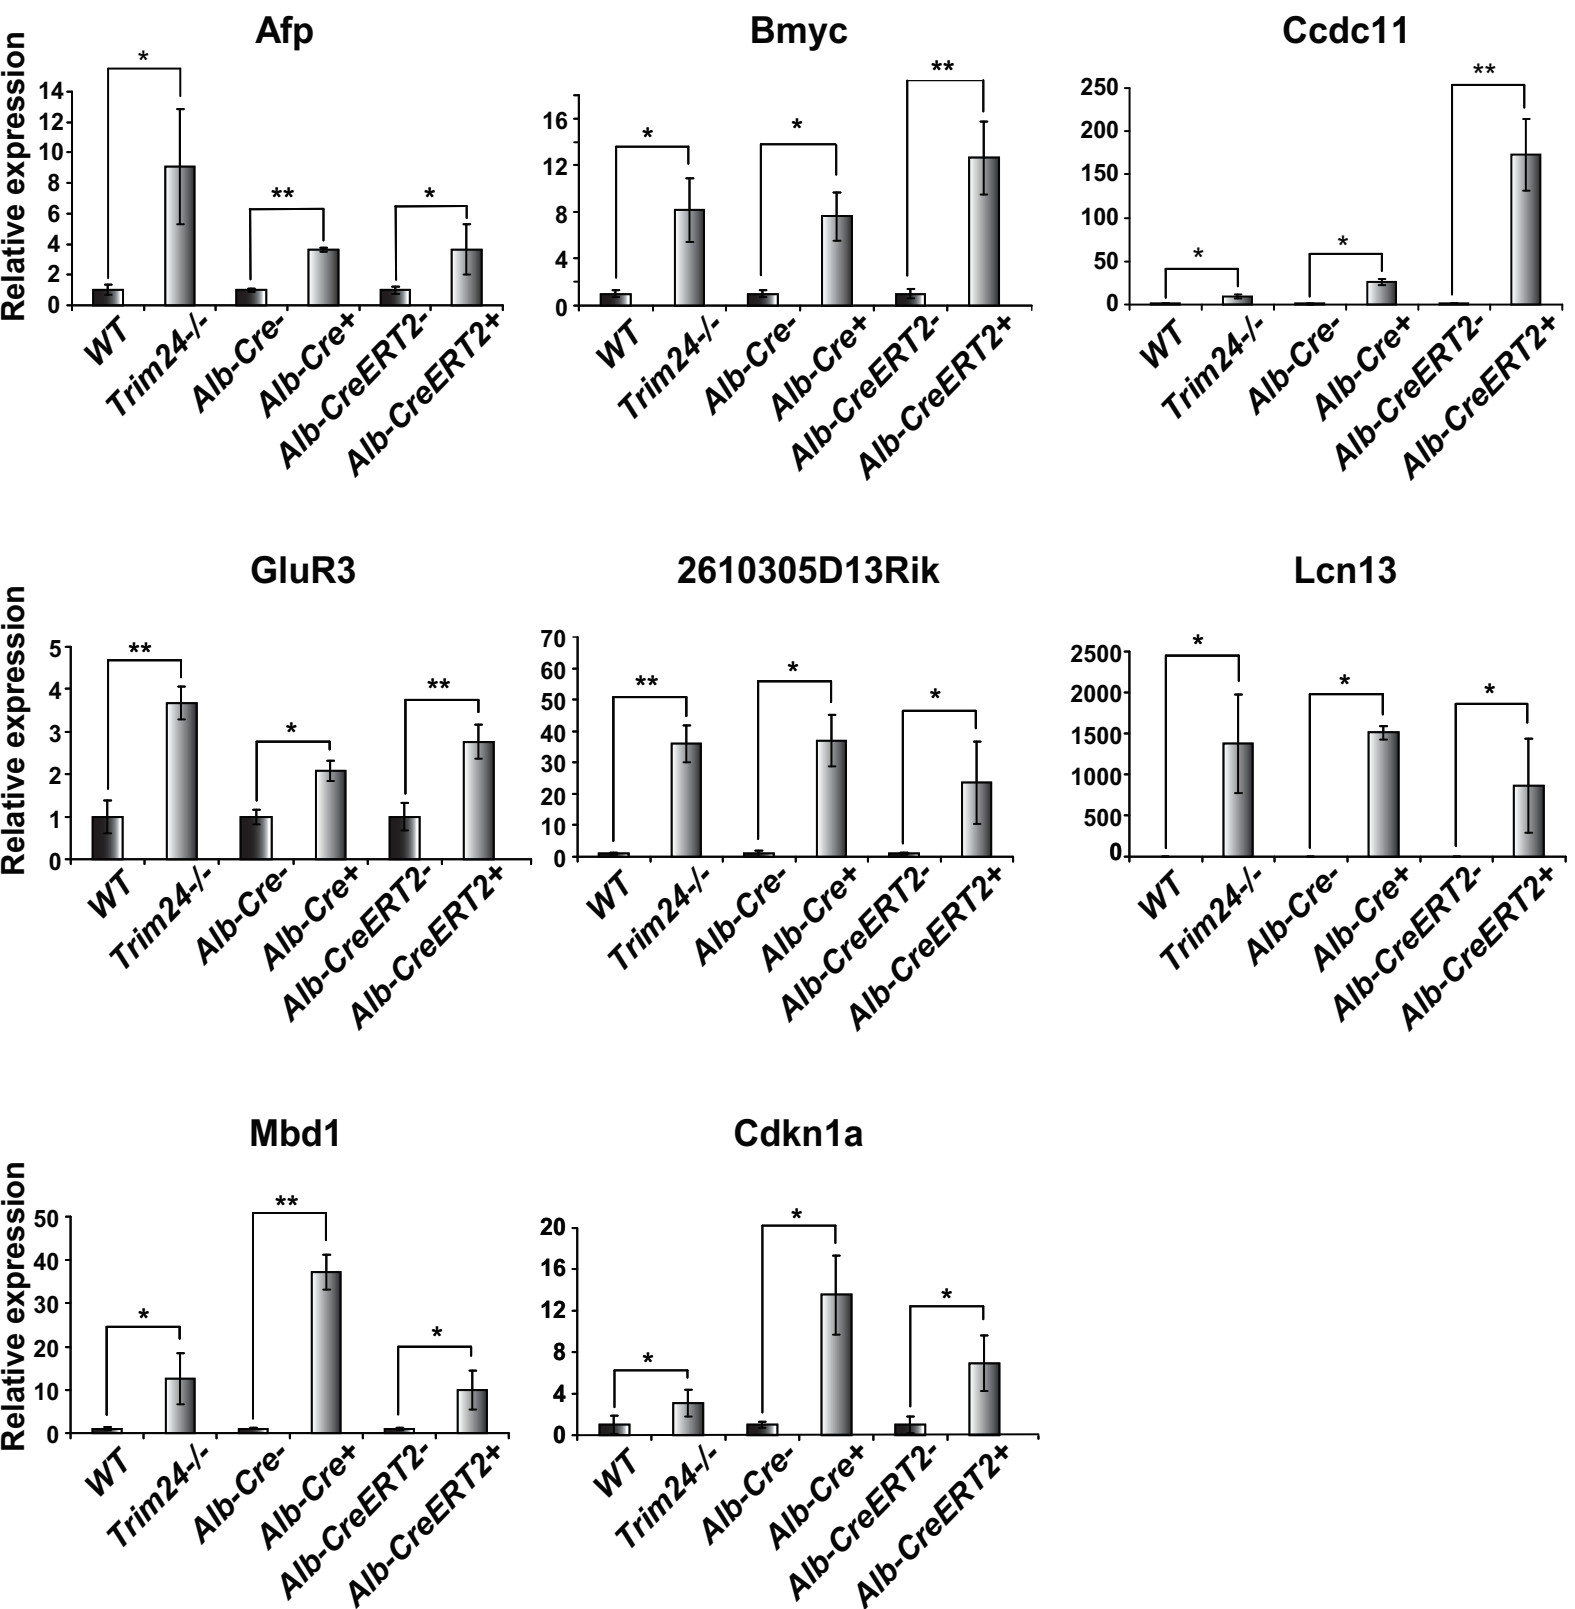 Afp
Bmyc
Ccdc11
Relative expression
14
12
10
8
6
4
2
0
*
**
*
WT
Trim24-/-
Alb-Cre-
Alb-Cre+
Alb-CreERT2-
Alb-CreERT2+
16
12
8
4
0
*
*
**
WT
Trim24-/-
Alb-Cre-
Alb-Cre+
Alb-CreERT2-
Alb-CreERT2+
250
200
150
100
50
0
*
*
**
WT
Trim24-/-
Alb-Cre-
Alb-Cre+
Alb-CreERT2-
Alb-CreERT2+
GluR3
2610305D13Rik
Lcn13
Relative expression
5
4
3
2
1
0
**
*
**
WT
Trim24-/-
Alb-Cre-
Alb-Cre+
Alb-CreERT2-
Alb-CreERT2+
70
60
50
40
30
20
10
0
**
*
*
WT
Trim24-/-
Alb-Cre-
Alb-Cre+
Alb-CreERT2-
Alb-CreERT2+
2500
2000
1500
1000
500
0
*
*
*
WT
Trim24-/-
Alb-Cre-
Alb-Cre+
Alb-CreERT2-
Alb-CreERT2+
Mbd1
Cdkn1a
Relative expression
50
40
30
20
10
0
*
**
*
WT
Trim24-/-
Alb-Cre-
Alb-Cre+
Alb-CreERT2-
Alb-CreERT2+
20
16
12
8
4
0
*
*
*
WT
Trim24-/-
Alb-Cre-
Alb-Cre+
Alb-CreERT2-
Alb-CreERT2+